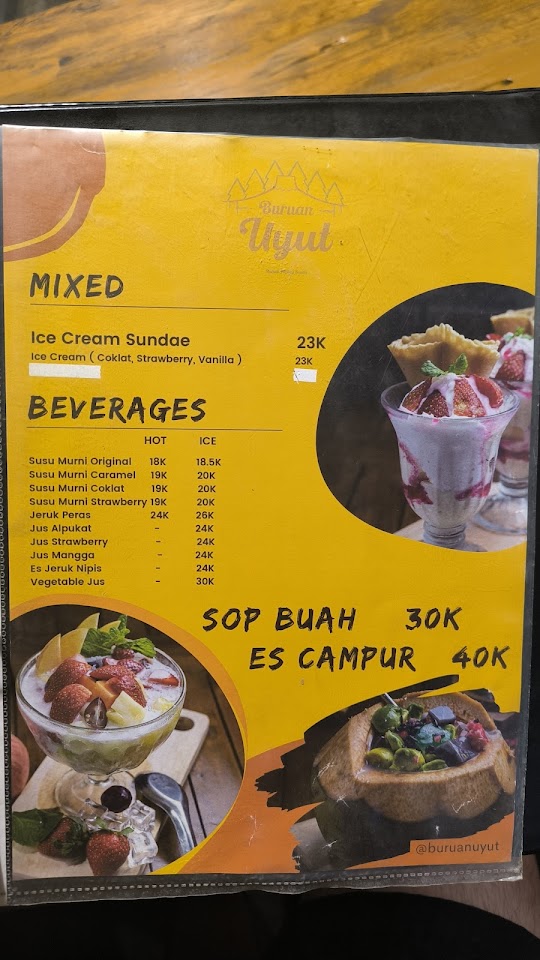 Buruan
Uyut
MIXED
Ice Cream Sundae 23K
Ice Cream ( Coklat, Strawberry, Vanilla ) 23K
BEVERAGES
HOT ICE
Susu Murni Original 18K 18.5K
Susu Murni Caramel 19K 20K
Susu Murni Coklat 19K 20K
Susu Murni Strawberry 19K 20K
Jeruk Peras 24K 26K
Jus Alpukat - 24K
Jus Strawberry - 24K
Jus Mangga - 24K
Es Jeruk Nipis - 24K
Vegetable Jus - 30K
SOP BUAH 30K
ES CAMPUR 40K
@buruanuyut